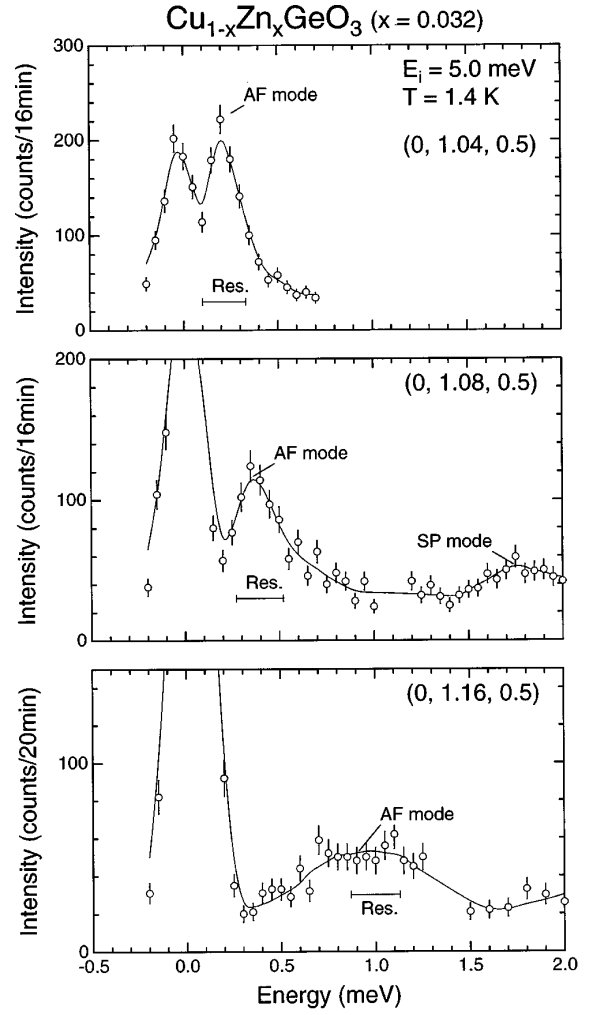 Cu1-xZnxGeO3 (x = 0.032)
300
200
100
0
Intensity (counts/16min)
AF mode
Ei = 5.0 meV
T = 1.4 K
(0, 1.04, 0.5)
Res.
200
100
0
Intensity (counts/16min)
(0, 1.08, 0.5)
AF mode
SP mode
Res.
100
0
Intensity (counts/20min)
(0, 1.16, 0.5)
AF mode
Res.
-0.5 0.0 0.5 1.0 1.5 2.0
Energy (meV)